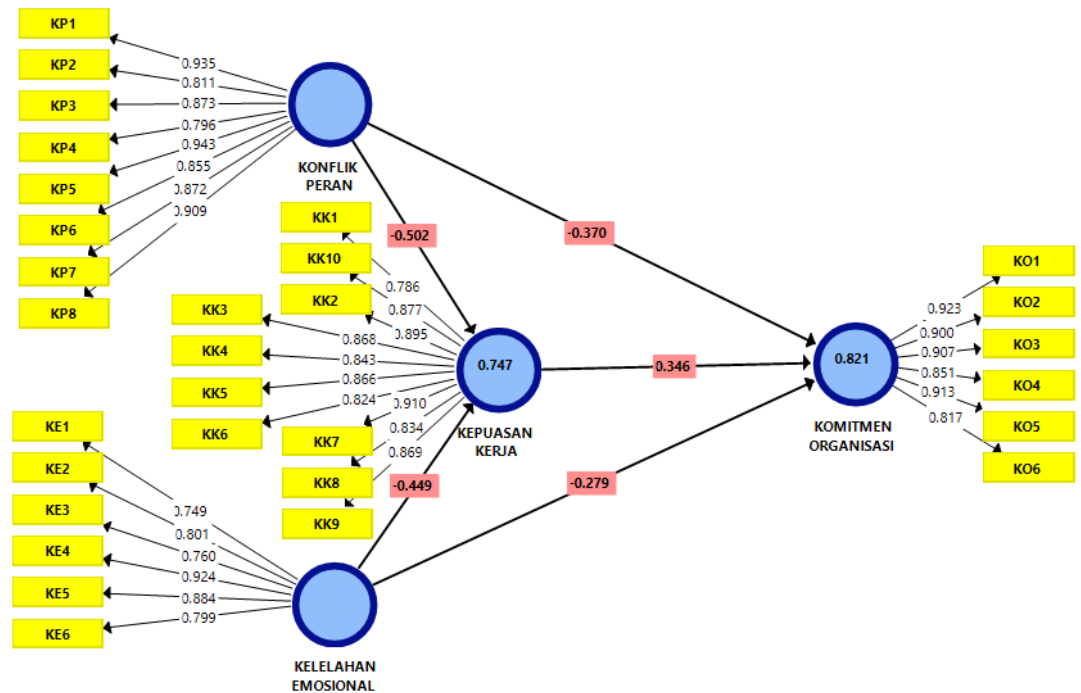 KP1
KP2
KP3
KP4
KP5
KP6
KP7
KP8
0.935
0.811
0.873
0.796
0.943
0.855
0.872
0.909
KONFLIK
PERAN
-0.502
-0.370
KK1
KK10
KK2
KK3
KK4
KK5
KK6
KK7
KK8
KK9
0.786
0.877
0.895
0.868
0.843
0.866
0.824
0.910
0.834
0.869
0.747
KEPUASAN
KERJA
0.346
-0.449
-0.279
0.821
KOMITMEN
ORGANISASI
0.923
0.900
0.907
0.851
0.913
0.817
KO1
KO2
KO3
KO4
KO5
KO6
KE1
KE2
KE3
KE4
KE5
KE6
0.749
0.801
0.760
0.924
0.884
0.799
KELELAHAN
EMOSIONAL